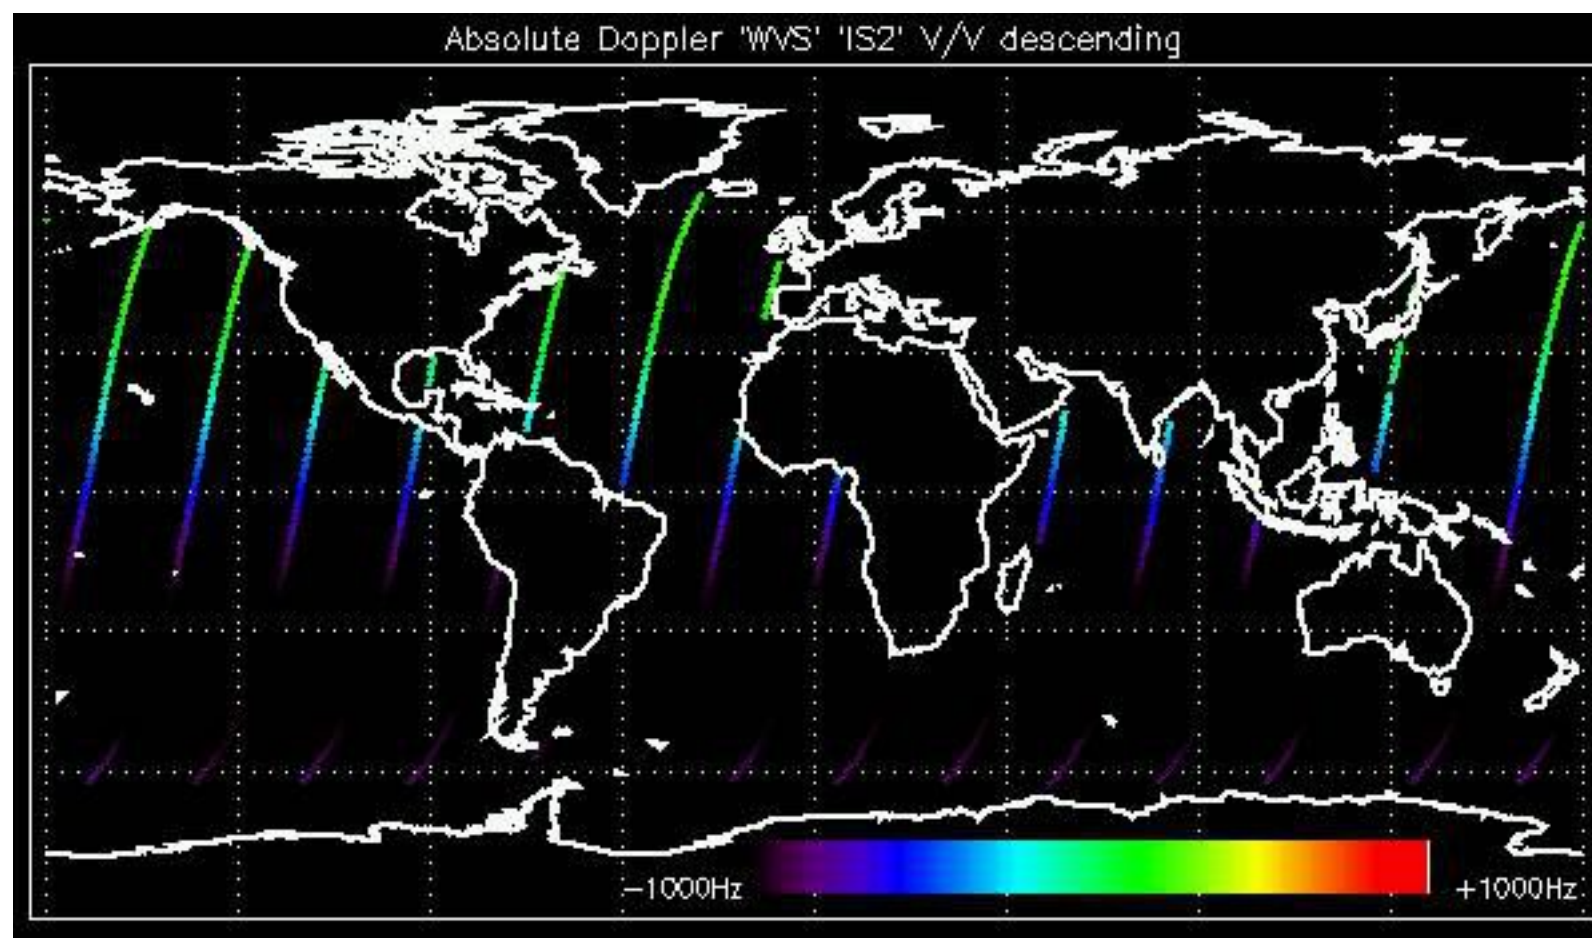 Absolute Doppler 'WVS' 'IS2' V/V descending
-1000Hz +1000Hz